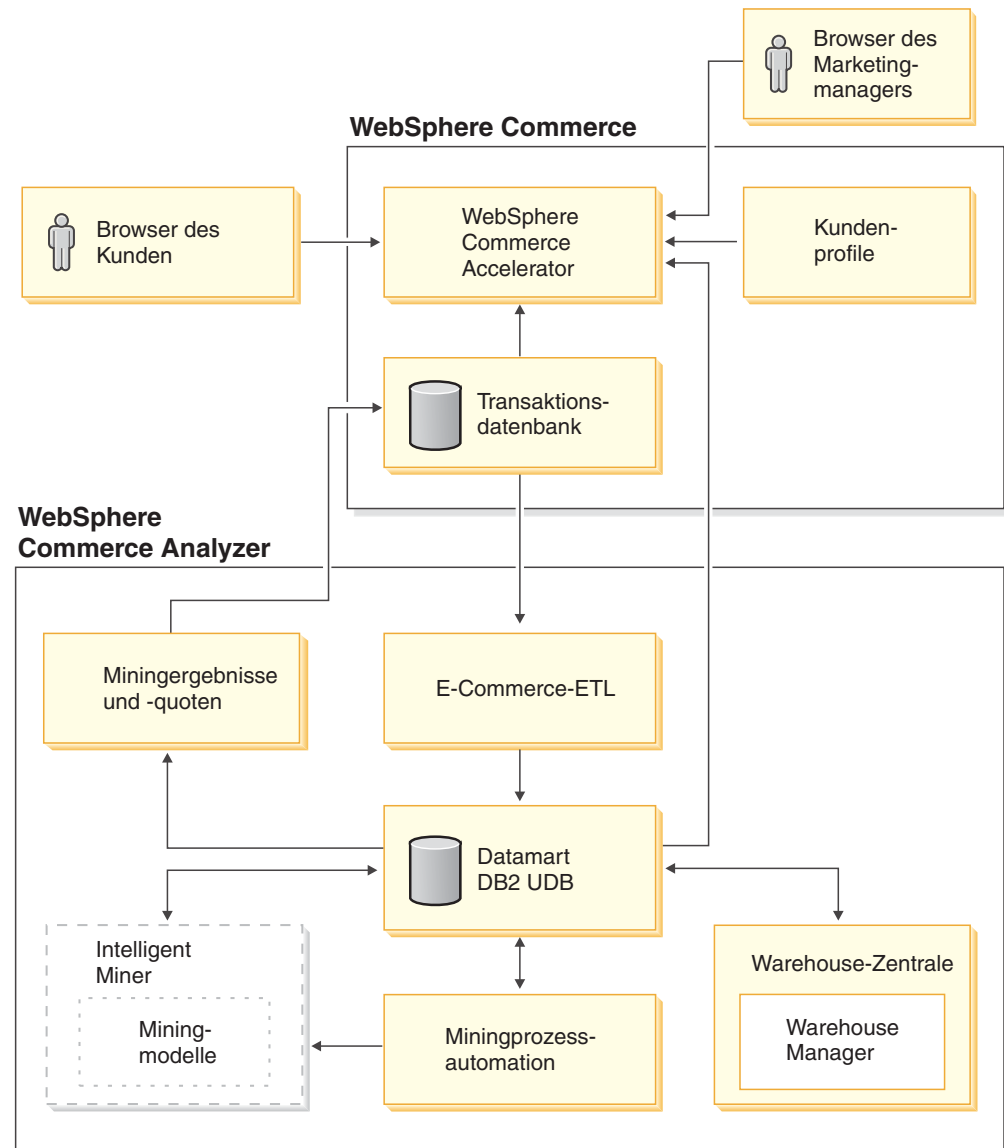 Browser des
Marketing-
managers
WebSphere Commerce
Browser des
Kunden
WebSphere
Commerce
Accelerator
Kunden-
profile
Transaktions-
datenbank
WebSphere
Commerce Analyzer
Miningergebnisse
und -quoten
E-Commerce-ETL
Datamart
DB2 UDB
Intelligent
Miner
Mining-
modelle
Miningprozess-
automation
Warehouse-Zentrale
Warehouse
Manager